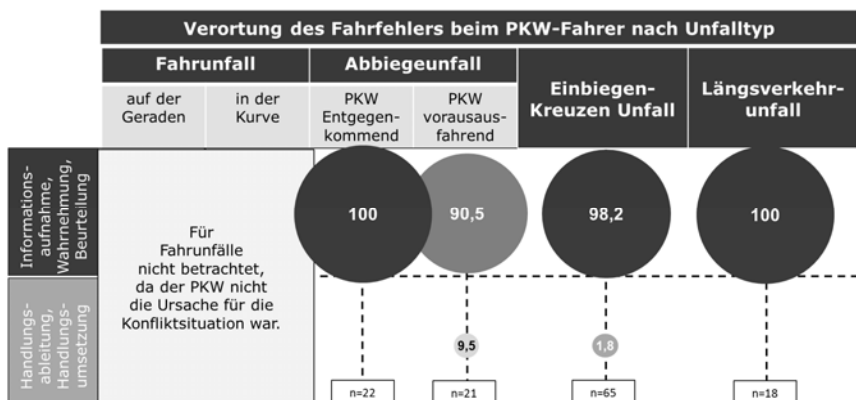 Verortung des Fahrfehlers beim PKW-Fahrer nach Unfalltyp
Fahrunfall
Abbiegeunfall
Einbiegen-
Kreuzen Unfall
Längsverkehr-
unfall
auf der
Geraden
in der
Kurve
PKW
Entgegen-
kommend
PKW
vorausaus-
fahrend
Informations-
aufnahme,
Wahrnehmung,
Beurteilung
Für
Fahrunfälle
nicht betrachtet,
da der PKW nicht
die Ursache für die
Konfliktsituation war.
100
90,5
98,2
100
Handlungs-
ableitung,
Handlungs-
umsetzung
9,5
1,8
n=22
n=21
n=65
n=18